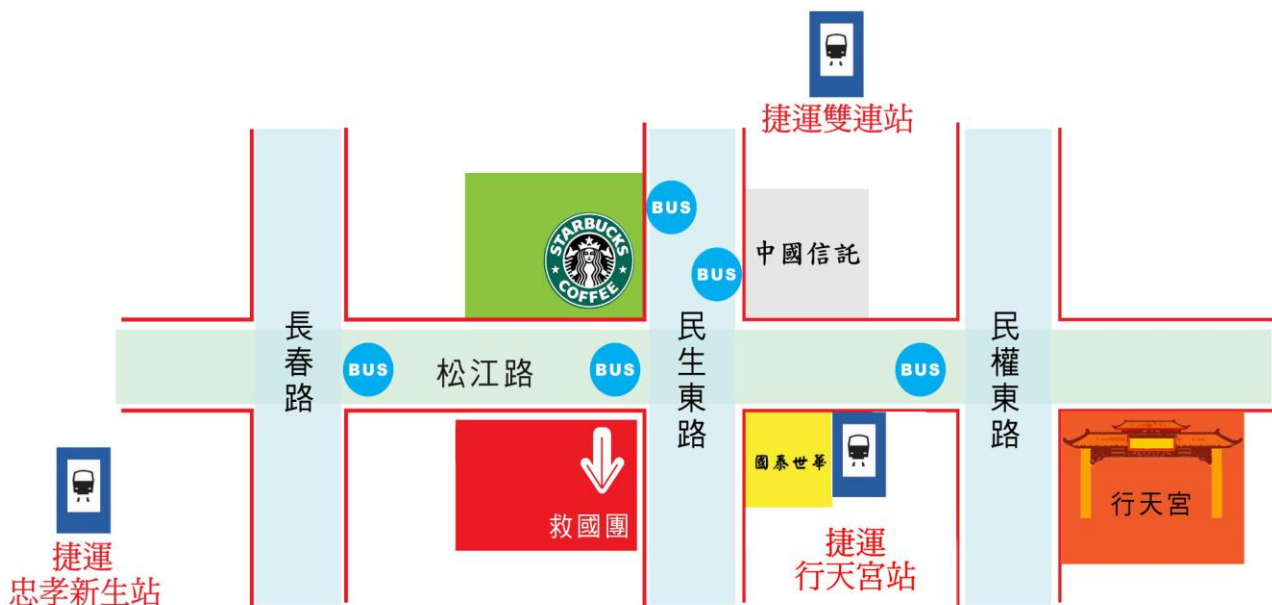 捷運雙連站
STARBUCKS
COFFEE
BUS
BUS
中國信託
長春路
BUS
松江路
BUS
民生東路
BUS
民權東路
救國團
國泰世華
行天宮
捷運
行天宮站
捷運
忠孝新生站